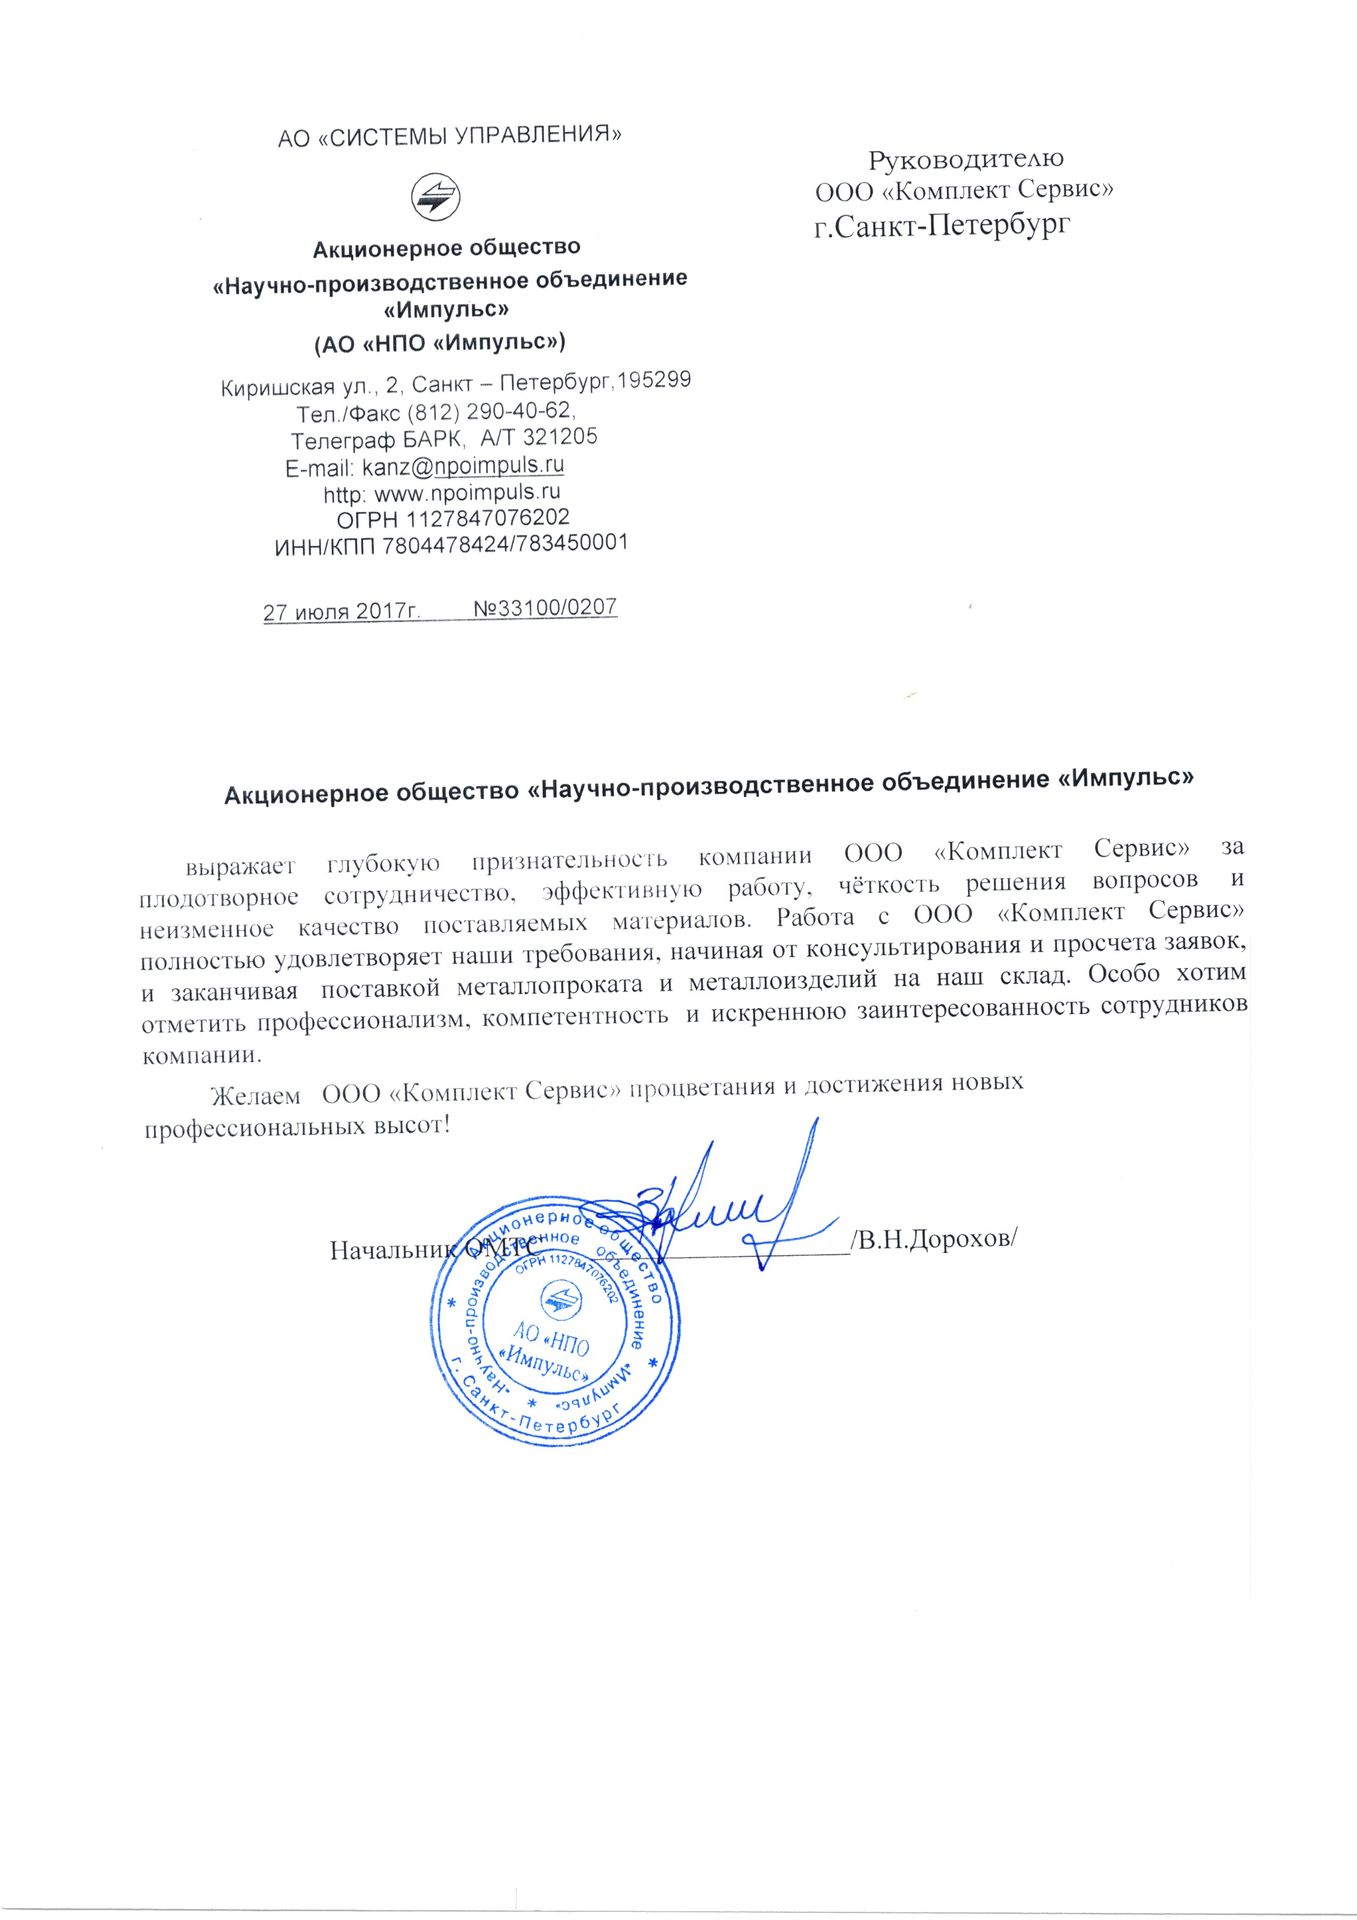 АО «СИСТЕМЫ УПРАВЛЕНИЯ»
Акционерное общество
«Научно-производственное объединение
«Импульс»
(АО «НПО «Импульс»)
Киришская ул., 2, Санкт – Петербург,195299
Тел./Факс (812) 290-40-62,
Телеграф БАРК, А/Т 321205
E-mail: kanz@npoimpuls.ru
http: www.npoimpuls.ru
ОГРН 1127847076202
ИНН/КПП 7804478424/783450001
27 июля 2017г. №33100/0207
Руководителю
ООО «Комплект Сервис»
г.Санкт-Петербург
Акционерное общество «Научно-производственное объединение «Импульс»
выражает глубокую признательность компании ООО «Комплект Сервис» за
плодотворное сотрудничество, эффективную работу, чёткость решения вопросов и
неизменное качество поставляемых материалов. Работа с ООО «Комплект Сервис»
полностью удовлетворяет наши требования, начиная от консультирования и просчета заявок,
и заканчивая поставкой металлопроката и металлоизделий на наш склад. Особо хотим
отметить профессионализм, компетентность и искреннюю заинтересованность сотрудников
компании.
Желаем ООО «Комплект Сервис» процветания и достижения новых
профессиональных высот!
Начальник ОМТС /В.Н.Дорохов/
Акционерное общество
г. Санкт-Петербург
«Научно-производственное объединение «Импульс»
ОГРН 1127847076202
АО «НПО
«Импульс»